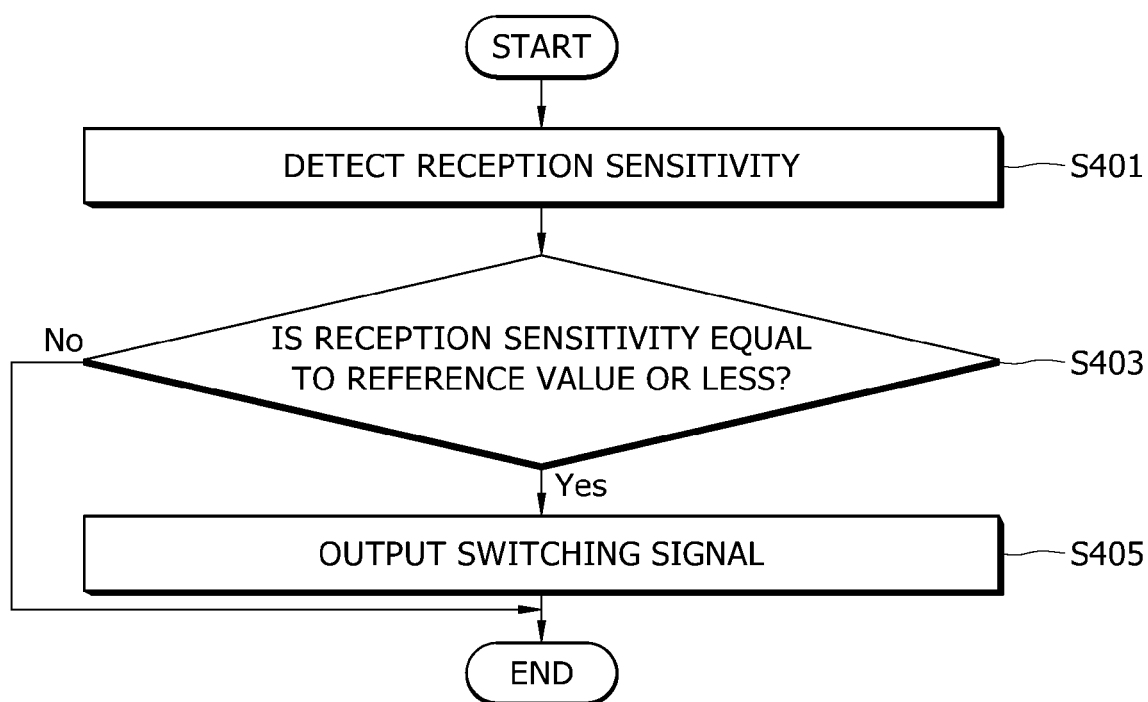 START
DETECT RECEPTION SENSITIVITY
S401
No
IS RECEPTION SENSITIVITY EQUAL
TO REFERENCE VALUE OR LESS?
S403
Yes
OUTPUT SWITCHING SIGNAL
S405
END